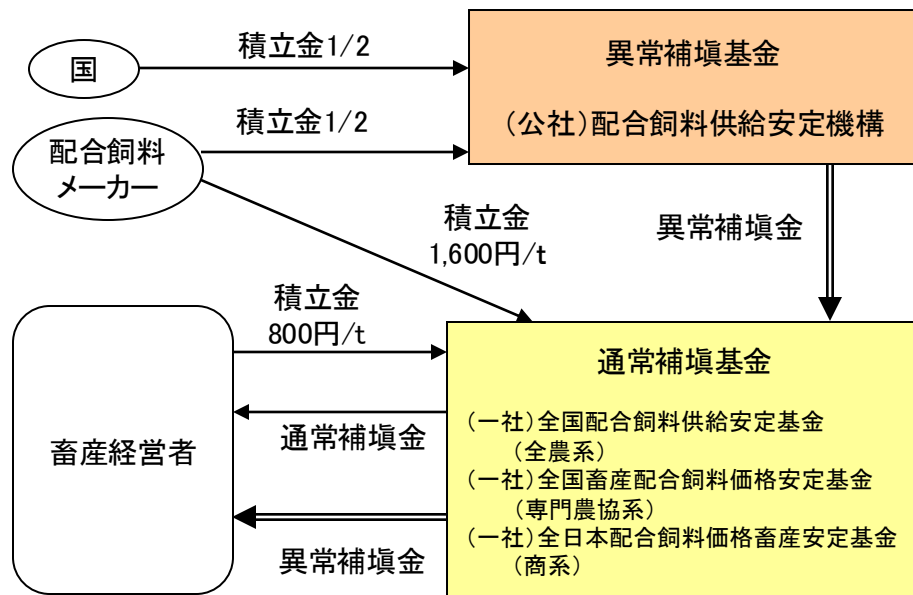 国
積立金1/2
異常補塡基金
（公社）配合飼料供給安定機構
積立金1/2
配合飼料
メーカー
積立金
1,600円/t
異常補塡金
積立金
800円/t
畜産経営者
通常補塡金
異常補塡金
通常補塡基金
（一社）全国配合飼料供給安定基金
（全農系）
（一社）全国畜産配合飼料価格安定基金
（専門農協系）
（一社）全日本配合飼料価格畜産安定基金
（商系）